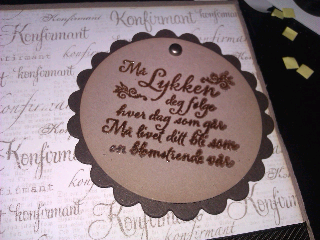 Konfirmant
Konfirmant
Konfirmant
Må Lykken
deg følge
hver dag som går
Må livet ditt bli som
en blomstrende vår
Konfirmant
Konfirmant
Konfirmant